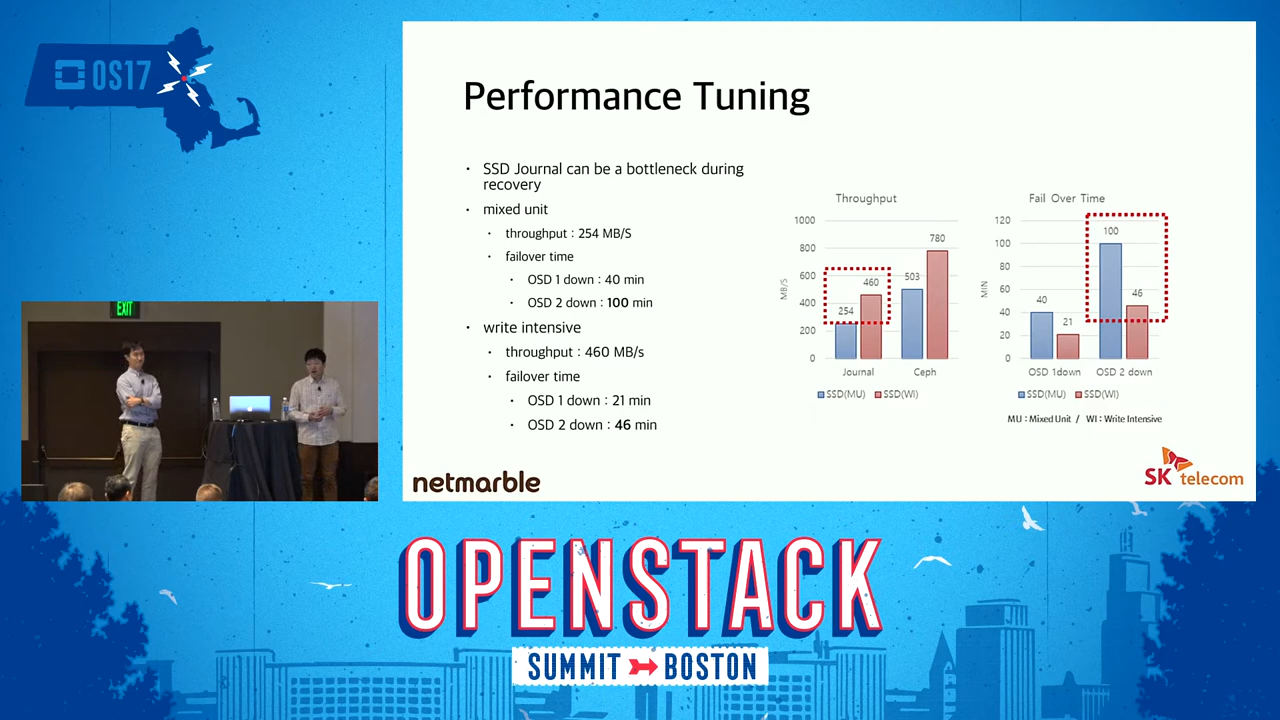 OS17
EXIT
Performance Tuning
• SSD Journal can be a bottleneck during
recovery
• mixed unit
• throughput : 254 MB/S
• failover time
• OSD 1 down : 40 min
• OSD 2 down : 100 min
• write intensive
• throughput : 460 MB/s
• failover time
• OSD 1 down : 21 min
• OSD 2 down : 46 min
Throughput
1000
800
600
400
200
0
MB/S
254
460
503
780
Journal
Ceph
SSD(MU) SSD(WI)
Fail Over Time
120
100
80
60
40
20
0
MIN
40
21
100
46
OSD 1down
OSD 2 down
SSD(MU) SSD(WI)
MU : Mixed Unit / WI : Write Intensive
netmarble
SK telecom
OPENSTACK
SUMMIT BOSTON